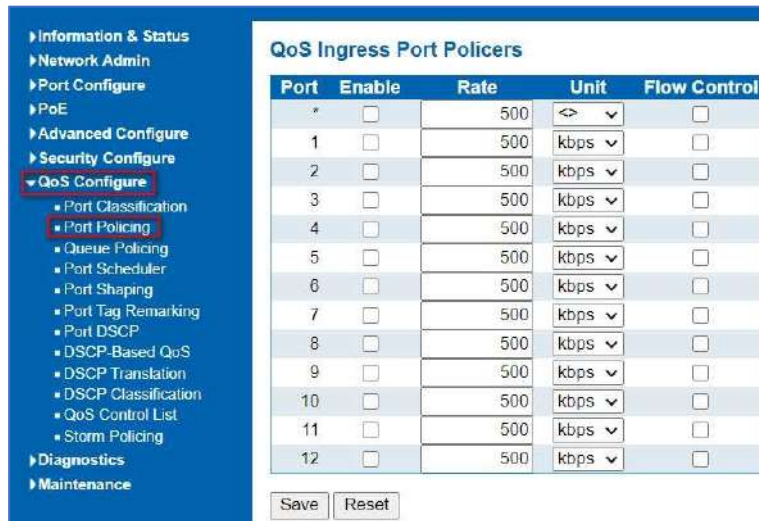 Information & Status
Network Admin
Port Configure
PoE
Advanced Configure
Security Configure
QoS Configure
Port Classification
Port Policing
Queue Policing
Port Scheduler
Port Shaping
Port Tag Remarking
Port DSCP
DSCP-Based QoS
DSCP Translation
DSCP Classification
QoS Control List
Storm Policing
Diagnostics
Maintenance
QoS Ingress Port Policers
Port Enable Rate Unit Flow Control
* 500 <>
1 500 kbps
2 500 kbps
3 500 kbps
4 500 kbps
5 500 kbps
6 500 kbps
7 500 kbps
8 500 kbps
9 500 kbps
10 500 kbps
11 500 kbps
12 500 kbps
Save Reset